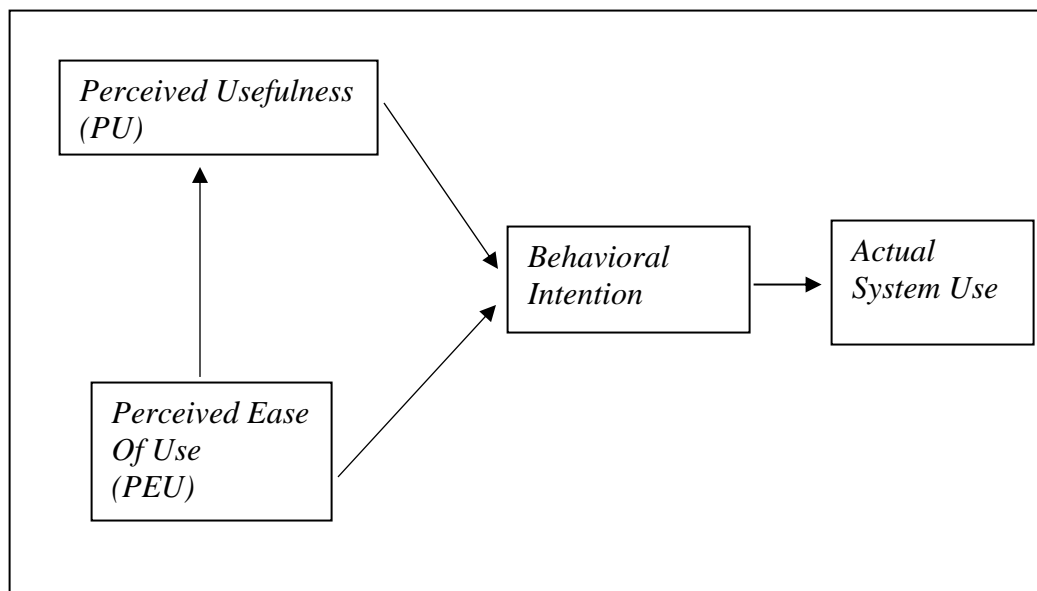 Perceived Usefulness
(PU)
Behavioral
Intention
Actual
System Use
Perceived Ease
Of Use
(PEU)